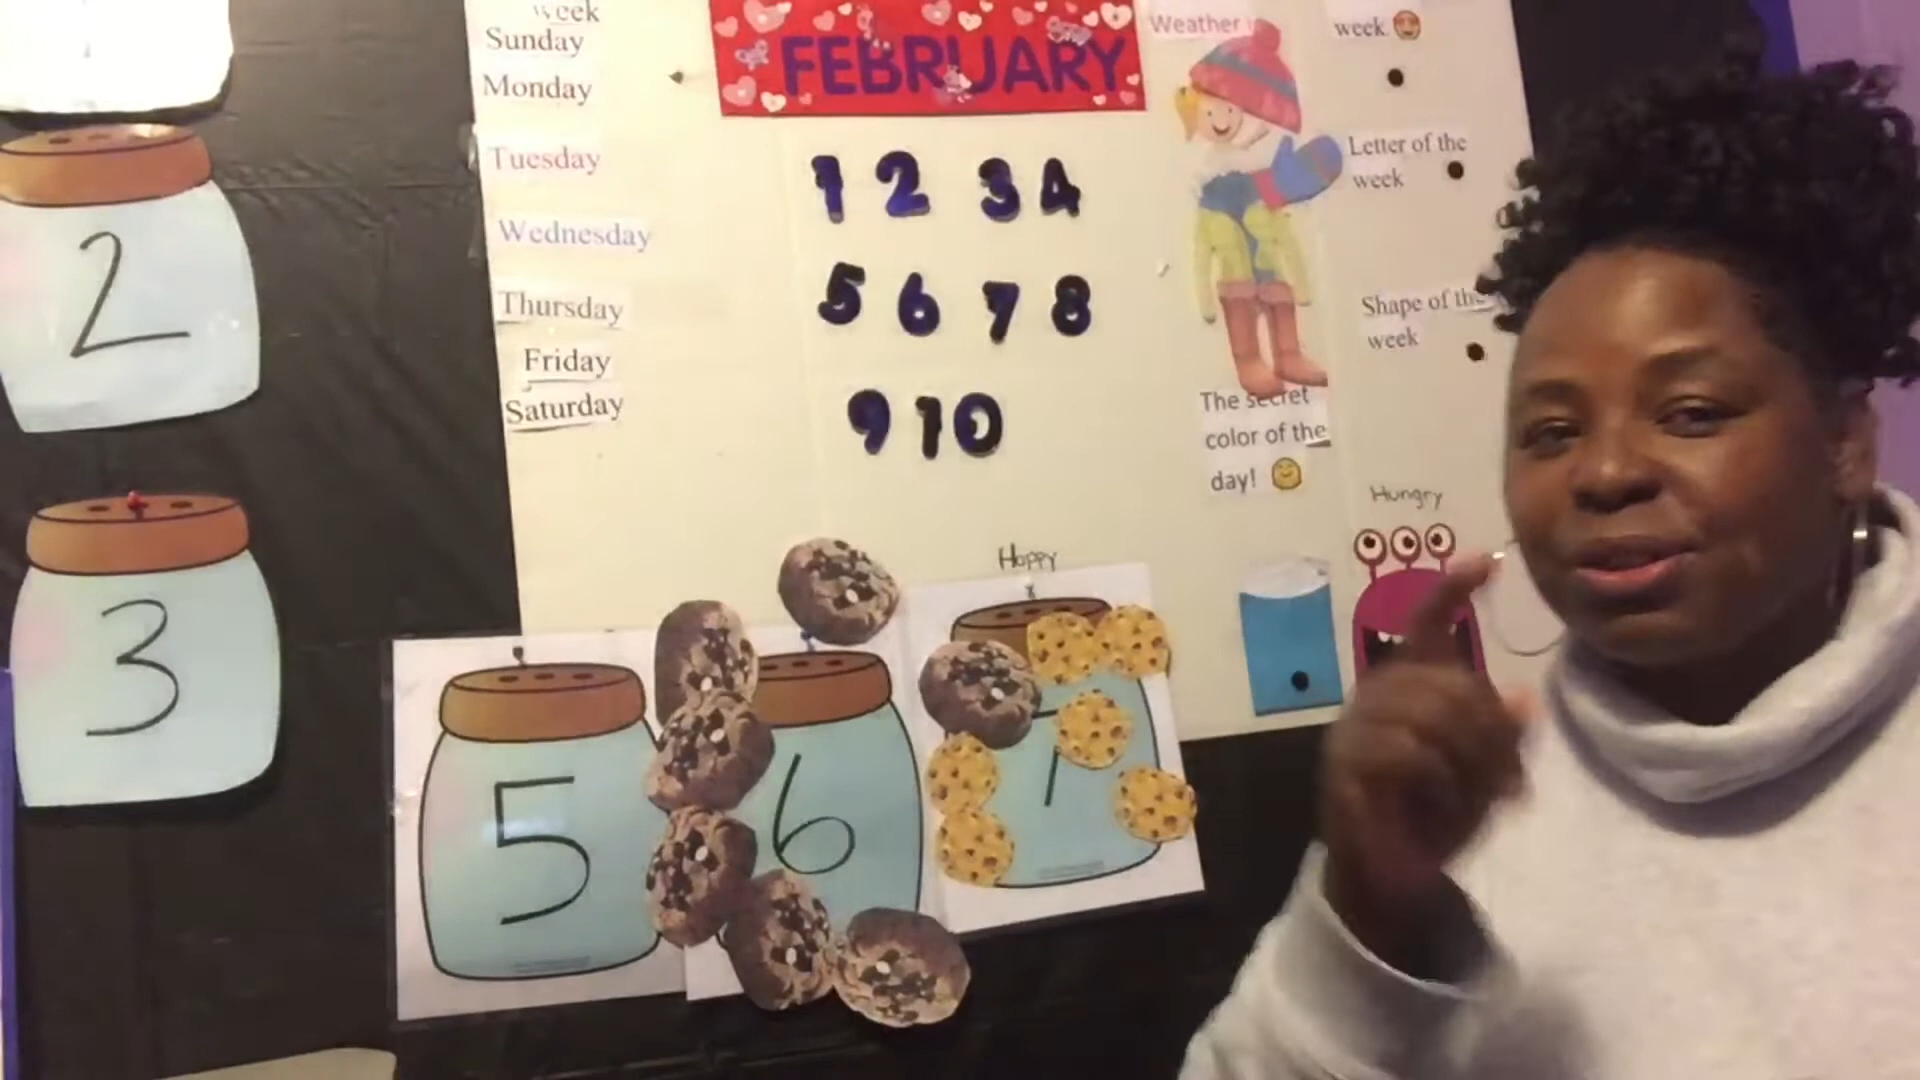 week
Sunday
Monday
Tuesday
Wednesday
Thursday
Friday
Saturday
FEBRUARY
1 2 3 4
5 6 7 8
9 10
Weather
week
Letter of the
week
Shape of the
week
The secret
color of the
day!
Hungry
Happy
2
3
5
6